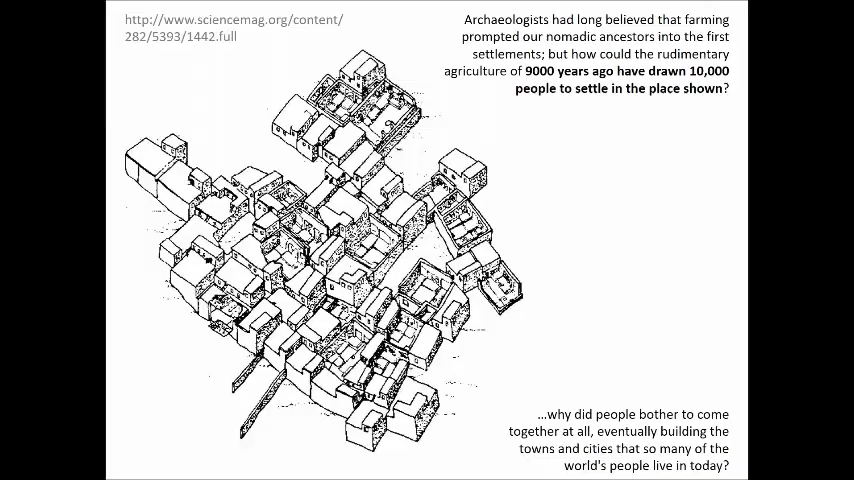 http://www.sciencemag.org/content/
282/5393/1442.full
Archaeologists had long believed that farming
prompted our nomadic ancestors into the first
settlements; but how could the rudimentary
agriculture of 9000 years ago have drawn 10,000
people to settle in the place shown?
...why did people bother to come
together at all, eventually building the
towns and cities that so many of the
world's people live in today?